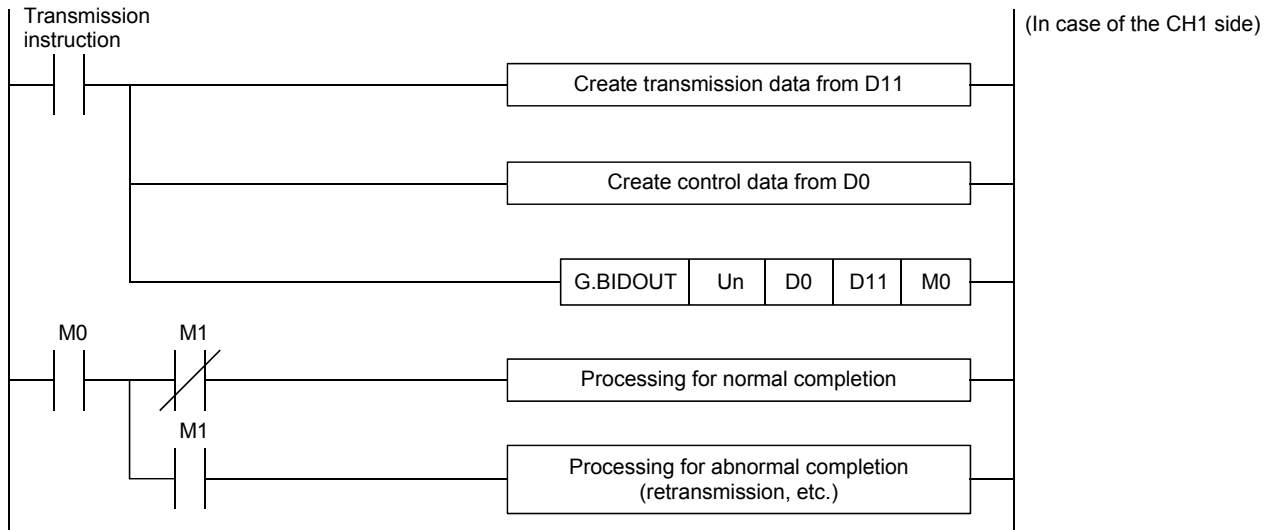 Transmission
instruction
(In case of the CH1 side)
Create transmission data from D11
Create control data from D0
G.BIDOUT Un D0 D11 M0
M0 M1
Processing for normal completion
M1
Processing for abnormal completion
(retransmission, etc.)